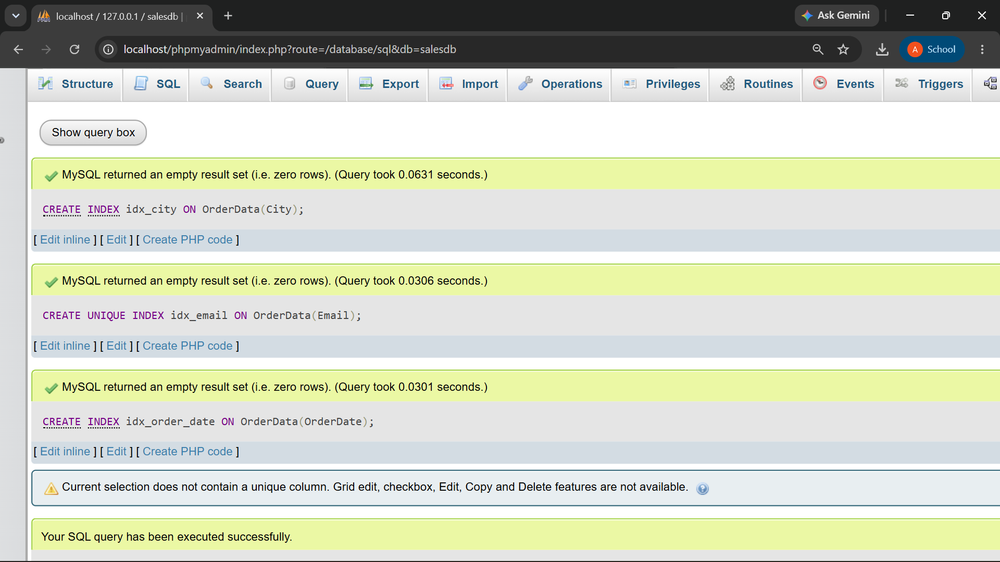 localhost / 127.0.0.1 / salesdb |
Ask Gemini
localhost/phpmyadmin/index.php?route=/database/sql&db=salesdb
A School
Structure SQL Search Query Export Import Operations Privileges Routines Events Triggers
Show query box
MySQL returned an empty result set (i.e. zero rows). (Query took 0.0631 seconds.)
CREATE INDEX idx_city ON OrderData(City);
[ Edit inline ] [ Edit ] [ Create PHP code ]
MySQL returned an empty result set (i.e. zero rows). (Query took 0.0306 seconds.)
CREATE UNIQUE INDEX idx_email ON OrderData(Email);
[ Edit inline ] [ Edit ] [ Create PHP code ]
MySQL returned an empty result set (i.e. zero rows). (Query took 0.0301 seconds.)
CREATE INDEX idx_order_date ON OrderData(OrderDate);
[ Edit inline ] [ Edit ] [ Create PHP code ]
Current selection does not contain a unique column. Grid edit, checkbox, Edit, Copy and Delete features are not available.
Your SQL query has been executed successfully.